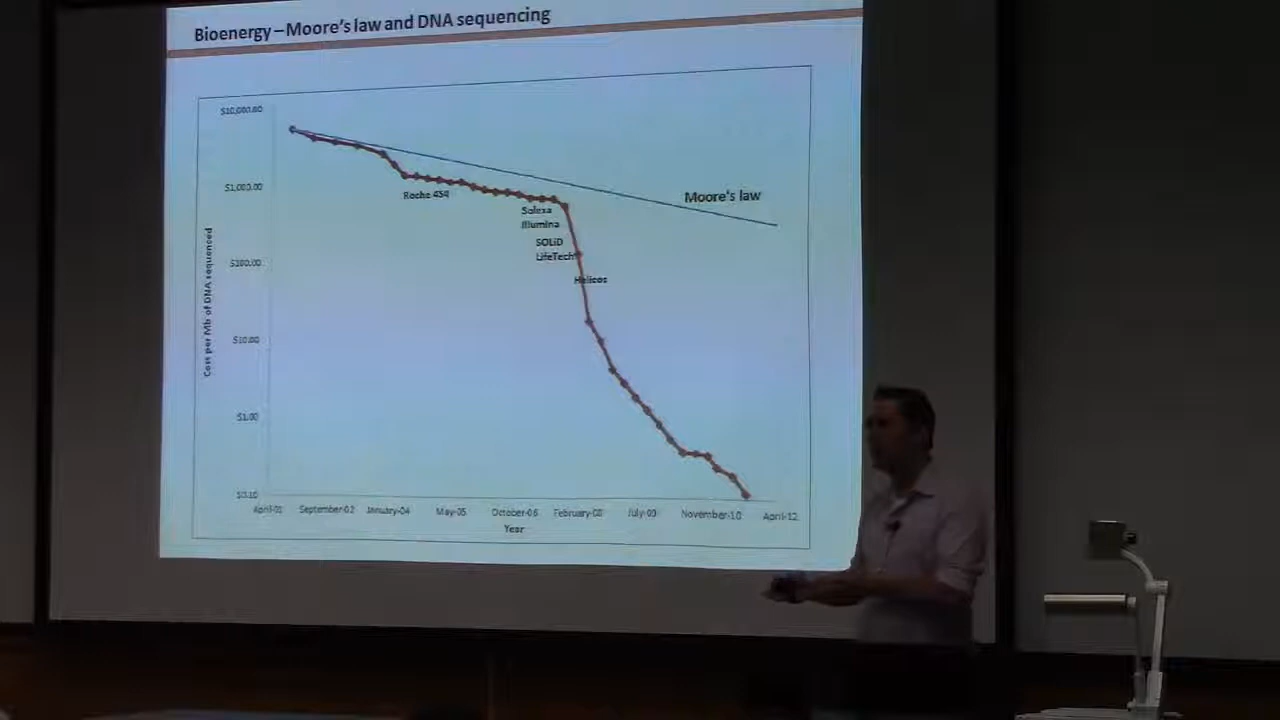 Bioenergy – Moore's law and DNA sequencing
$10,000.00
$1,000.00
$100.00
$10.00
$1.00
$0.10
Cost per Mb of DNA sequenced
Moore's law
Roche 454
Solexa
Illumina
SOLiD
LifeTech
Helicos
April-01
September-02
January-04
May-05
October-06
February-08
July-09
November-10
April-12
Year